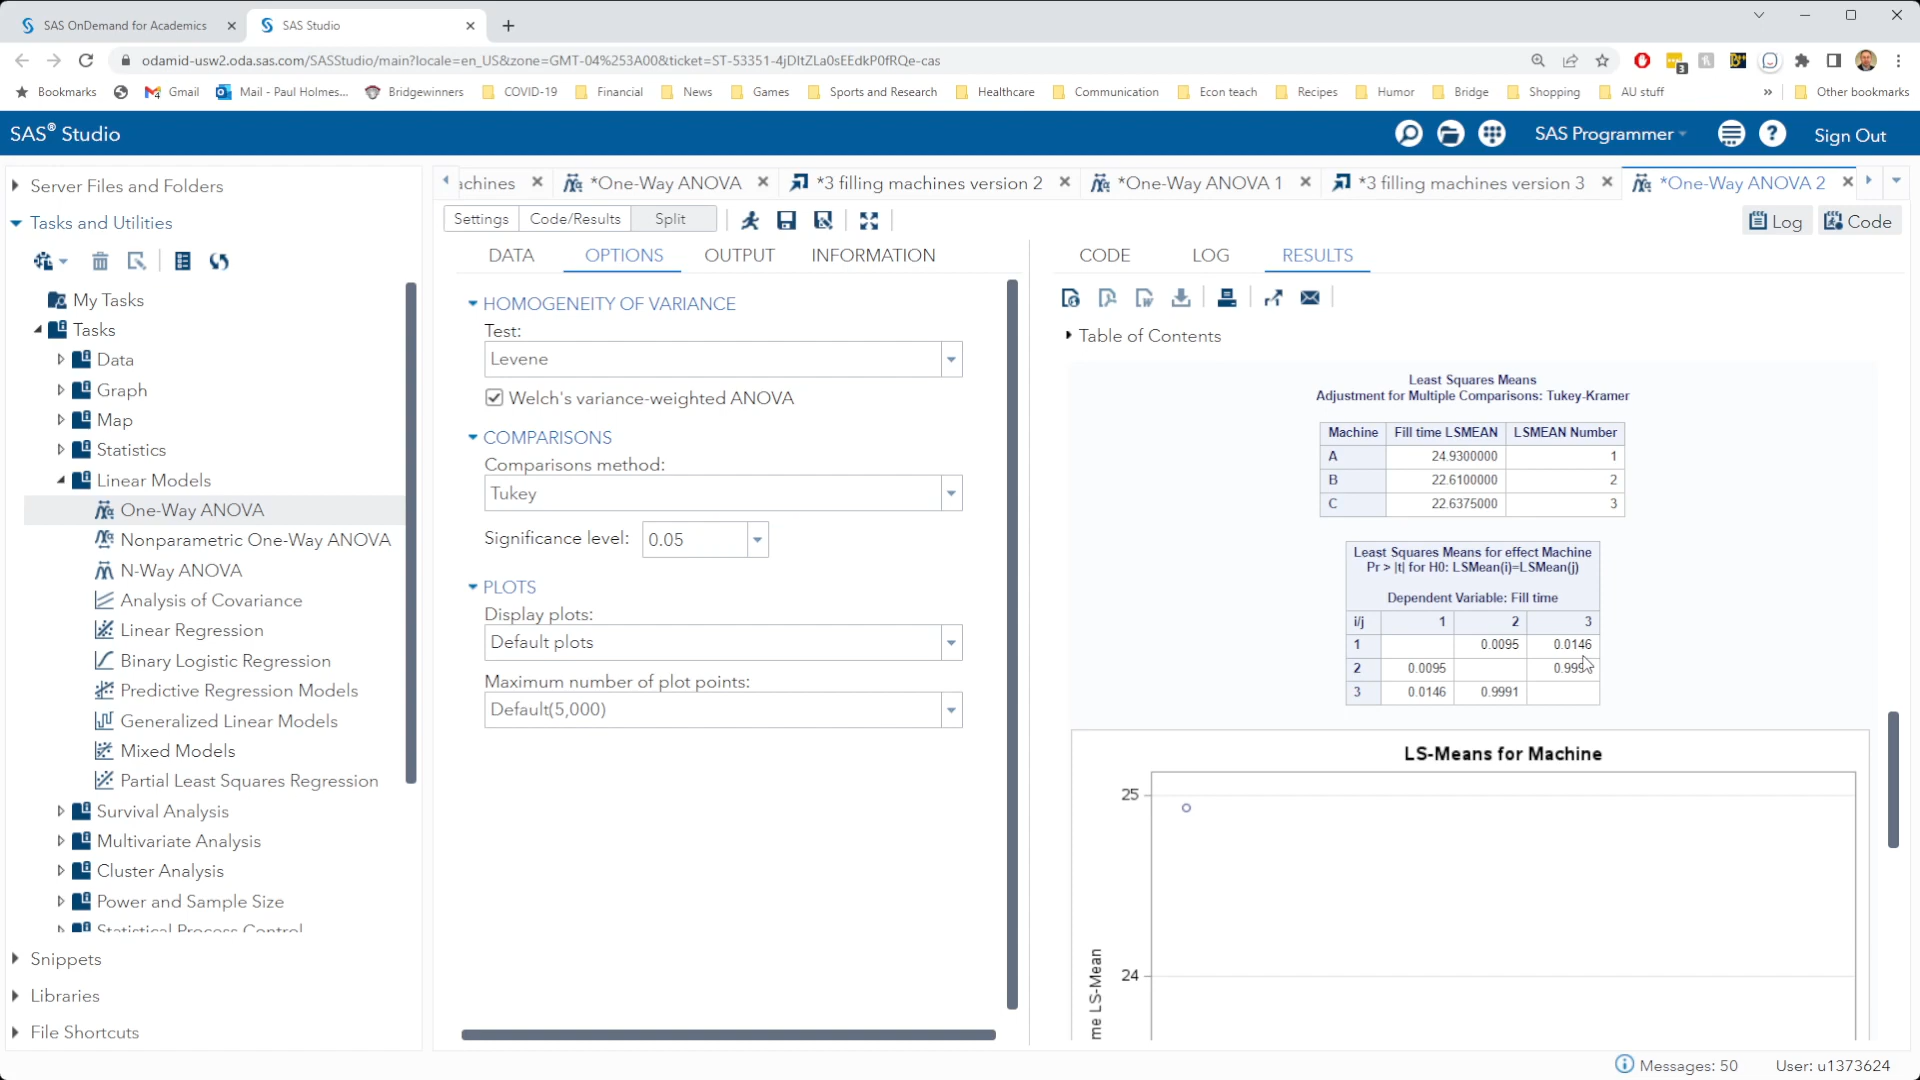 SAS OnDemand for Academics
SAS Studio
odamid-usw2.oda.sas.com/SASStudio/main?locale=en_US&zone=GMT-04%253A00&ticket=ST-53351-4jDItZLa0sEEdkP0fRQe-cas
3
Bookmarks
Gmail
Mail - Paul Holmes...
Bridgewinners
COVID-19
Financial
News
Games
Sports and Research
Healthcare
Communication
Econ teach
Recipes
Humor
Bridge
Shopping
AU stuff
»
Other bookmarks
SAS® Studio
SAS Programmer
Sign Out
Server Files and Folders
Tasks and Utilities
My Tasks
Tasks
Data
Graph
Map
Statistics
Linear Models
One-Way ANOVA
Nonparametric One-Way ANOVA
N-Way ANOVA
Analysis of Covariance
Linear Regression
Binary Logistic Regression
Predictive Regression Models
Generalized Linear Models
Mixed Models
Partial Least Squares Regression
Survival Analysis
Multivariate Analysis
Cluster Analysis
Power and Sample Size
Statistical Process Control
Snippets
Libraries
File Shortcuts
achines
*One-Way ANOVA
*3 filling machines version 2
*One-Way ANOVA 1
*3 filling machines version 3
*One-Way ANOVA 2
Settings
Code/Results
Split
Log
Code
DATA
OPTIONS
OUTPUT
INFORMATION
HOMOGENEITY OF VARIANCE
Test:
Levene
Welch's variance-weighted ANOVA
COMPARISONS
Comparisons method:
Tukey
Significance level: 0.05
PLOTS
Display plots:
Default plots
Maximum number of plot points:
Default(5,000)
CODE
LOG
RESULTS
Table of Contents
Least Squares Means
Adjustment for Multiple Comparisons: Tukey-Kramer
Machine Fill time LSMEAN LSMEAN Number
A 24.9300000 1
B 22.6100000 2
C 22.6375000 3
Least Squares Means for effect Machine
Pr > |t| for H0: LSMean(i)=LSMean(j)
Dependent Variable: Fill time
i/j 1 2 3
1 0.0095 0.0146
2 0.0095
3 0.0146 0.9991
LS-Means for Machine
25
24
me LS-Mean
Messages: 50
User: u1373624